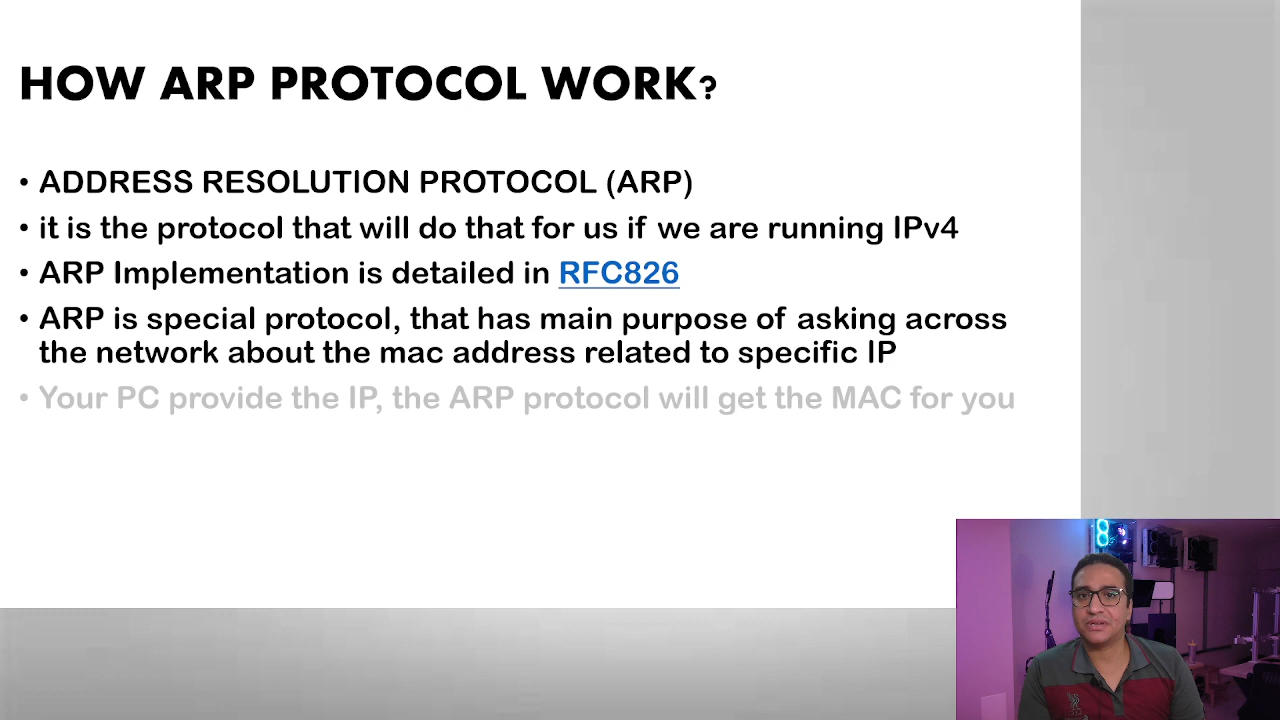 HOW ARP PROTOCOL WORK?
• ADDRESS RESOLUTION PROTOCOL (ARP)
• it is the protocol that will do that for us if we are running IPv4
• ARP Implementation is detailed in RFC826
• ARP is special protocol, that has main purpose of asking across
the network about the mac address related to specific IP
• Your PC provide the IP, the ARP protocol will get the MAC for you